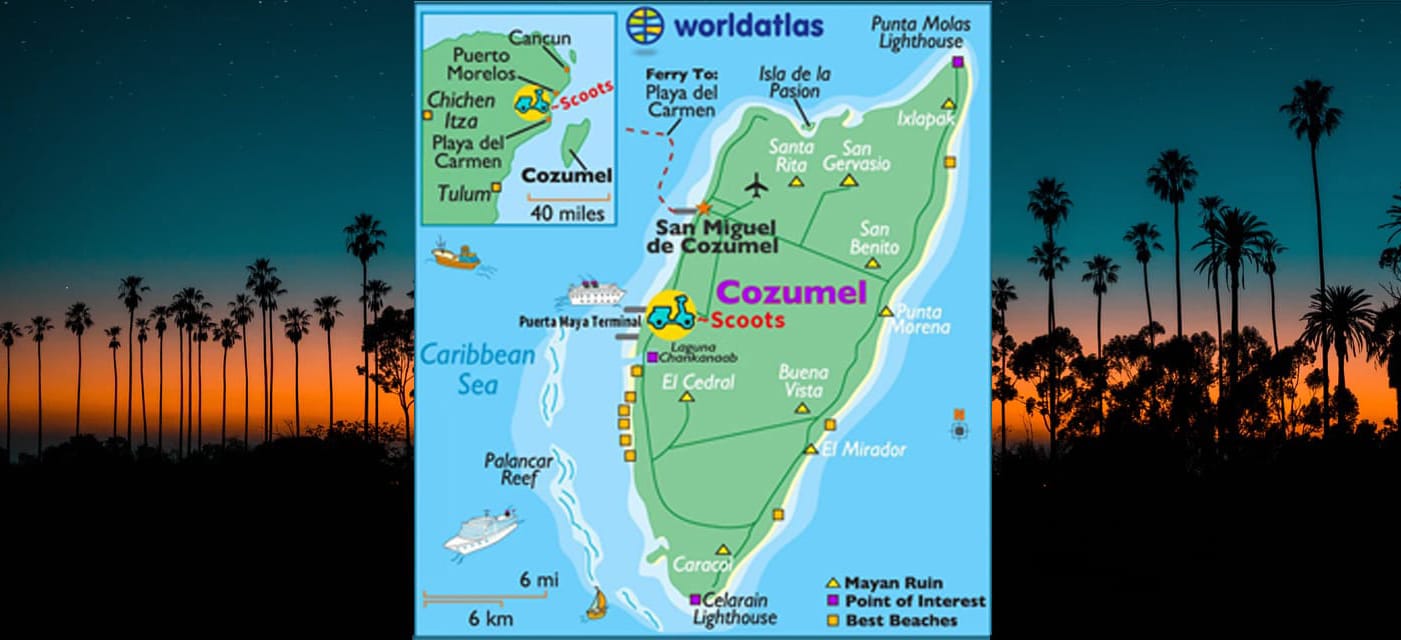 worldatlas
Punta Molas
Lighthouse
Cancun
Puerto
Morelos
~Scoots
Chichen
Itza
Playa del
Carmen
Cozumel
Tulum
40 miles
Ferry To:
Playa del
Carmen
Isla de la
Pasion
Ixlapak
Santa
Rita
San
Gervasio
San Miguel
de Cozumel
San
Benito
Cozumel
Punta
Morena
Puerta Maya Terminal
~Scoots
Laguna
Chankanaab
Caribbean
Sea
El Cedral
Buena
Vista
El Mirador
Palancar
Reef
Caracol
6 mi
6 km
Celarain
Lighthouse
Mayan Ruin
Point of Interest
Best Beaches